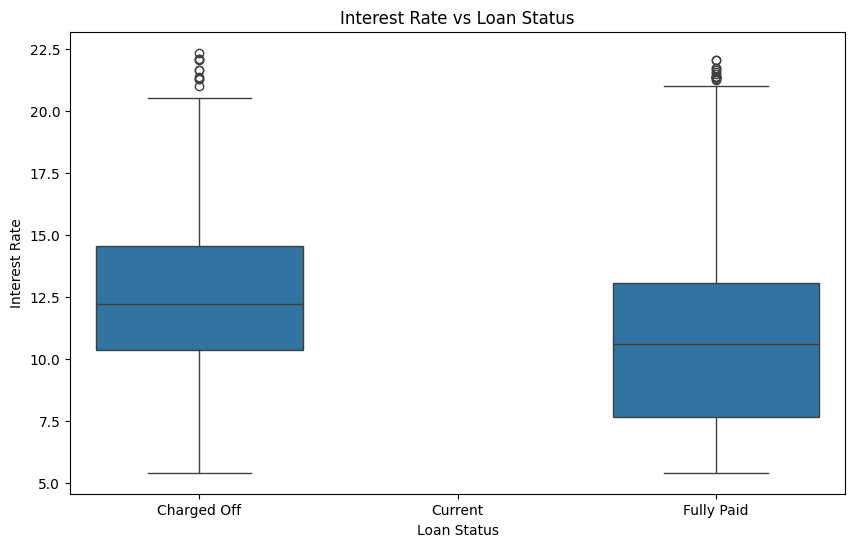 Interest Rate vs Loan Status
22.5
20.0
17.5
15.0
12.5
10.0
7.5
5.0
Interest Rate
Charged Off Current Fully Paid
Loan Status